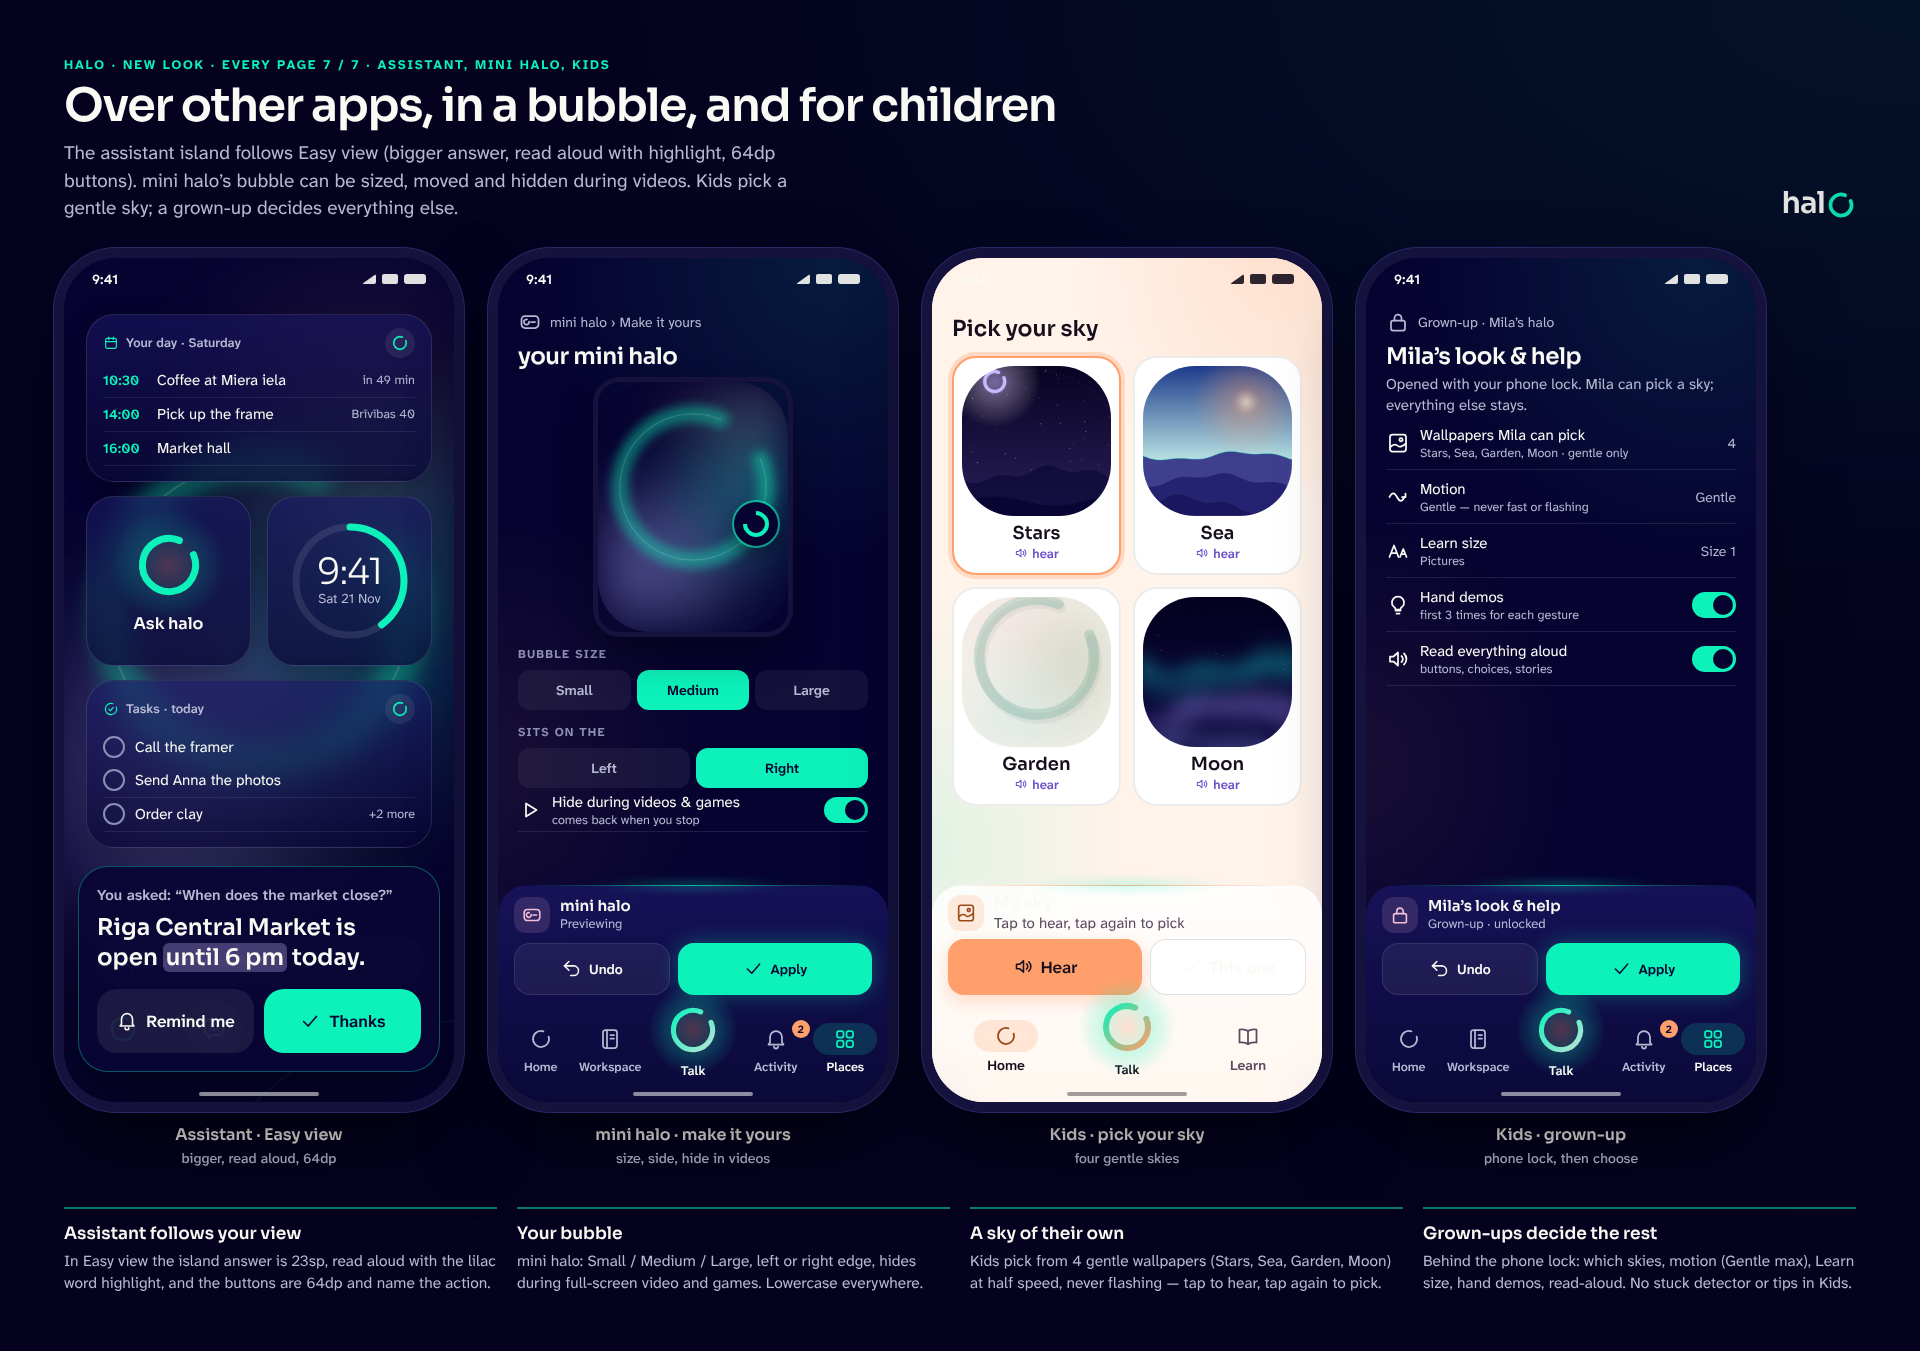 HALO · NEW LOOK · EVERY PAGE 7 / 7 · ASSISTANT, MINI HALO, KIDS
Over other apps, in a bubble, and for children
The assistant island follows Easy view (bigger answer, read aloud with highlight, 64dp
buttons). mini halo's bubble can be sized, moved and hidden during videos. Kids pick a
gentle sky; a grown-up decides everything else.
halo
9:41
Your day · Saturday
10:30 Coffee at Miera iela in 49 min
14:00 Pick up the frame Brīvības 40
16:00 Market hall
Ask halo
9:41
Sat 21 Nov
Tasks · today
Call the framer
Send Anna the photos
Order clay +2 more
You asked: “When does the market close?”
Riga Central Market is
open until 6 pm today.
Remind me Thanks
Assistant · Easy view
bigger, read aloud, 64dp
9:41
mini halo › Make it yours
your mini halo
BUBBLE SIZE
Small Medium Large
SITS ON THE
Left Right
Hide during videos & games
comes back when you stop
mini halo
Previewing
Undo Apply
Home Workspace Talk Activity 2 Places
mini halo · make it yours
size, side, hide in videos
9:41
Pick your sky
Stars Sea
hear hear
Garden Moon
hear hear
My sky
Tap to hear, tap again to pick
Hear This one
Home Talk Learn
Kids · pick your sky
four gentle skies
9:41
Grown-up · Mila’s halo
Mila’s look & help
Opened with your phone lock. Mila can pick a sky;
everything else stays.
Wallpapers Mila can pick 4
Stars, Sea, Garden, Moon · gentle only
Motion Gentle
Gentle — never fast or flashing
Learn size Size 1
Pictures
Hand demos
first 3 times for each gesture
Read everything aloud
buttons, choices, stories
Mila’s look & help
Grown-up · unlocked
Undo Apply
Home Workspace Talk Activity 2 Places
Kids · grown-up
phone lock, then choose
Assistant follows your view
In Easy view the island answer is 23sp, read aloud with the lilac
word highlight, and the buttons are 64dp and name the action.
Your bubble
mini halo: Small / Medium / Large, left or right edge, hides
during full-screen video and games. Lowercase everywhere.
A sky of their own
Kids pick from 4 gentle wallpapers (Stars, Sea, Garden, Moon)
at half speed, never flashing — tap to hear, tap again to pick.
Grown-ups decide the rest
Behind the phone lock: which skies, motion (Gentle max), Learn
size, hand demos, read-aloud. No stuck detector or tips in Kids.